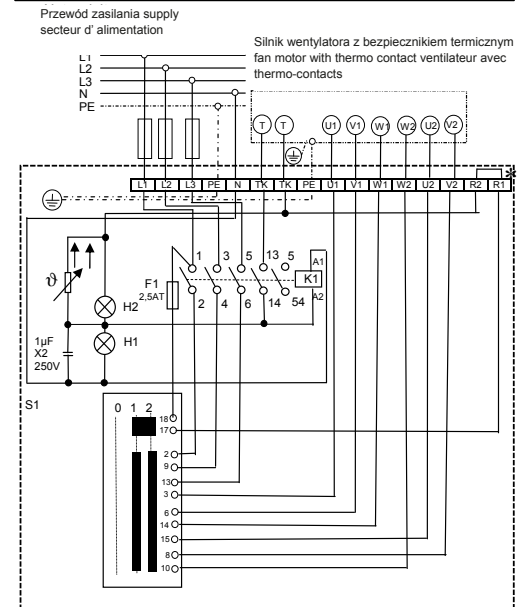 Przewód zasilania supply
secteur d' alimentation
Silnik wentylatora z bezpiecznikiem termicznym
fan motor with thermo contact ventilateur avec
thermo-contacts
L1
L2
L3
N
PE
T T U1 V1 W1 W2 U2 V2
L1 L2 L3 PE N TK TK PE U1 V1 W1 W2 U2 V2 R2 R1 *
1 3 5 13 5 A1
K1
2 4 6 14 54 A2
F1
2,5AT
ϑ
H2
H1
1µF
X2
250V
S1
0 1 2
18
17
2
9
13
3
6
14
15
8
10